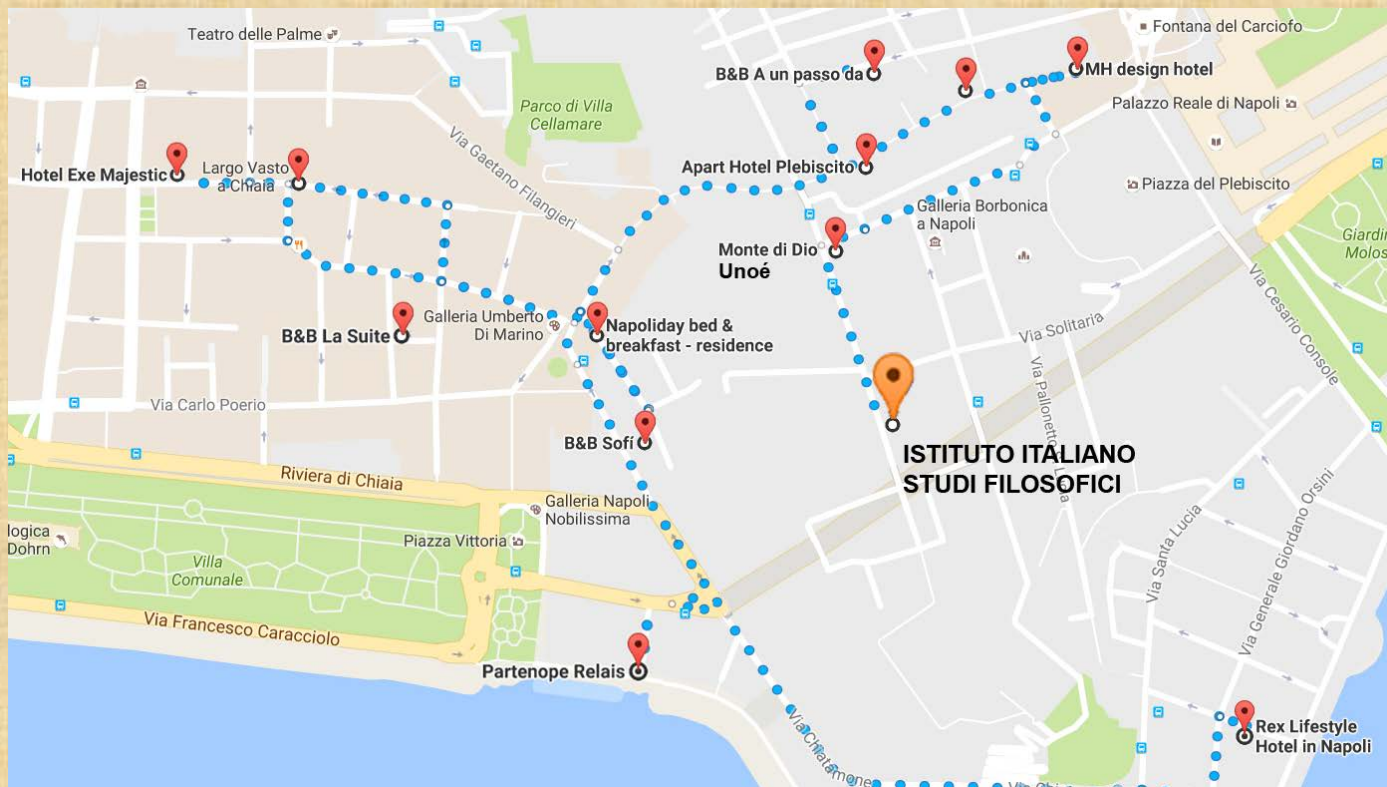 Teatro delle Palme
Fontana del Carciofo
B&B A un passo da
MH design hotel
Parco di Villa
Cellamare
Palazzo Reale di Napoli
Via Gaetano Filangieri
Hotel Exe Majestic
Largo Vasto
a Chiaia
Apart Hotel Plebiscito
Piazza del Plebiscito
Galleria Borbonica
a Napoli
Giardin
Molos
Monte di Dio
Unoé
Via Cesario Console
Galleria Umberto
Di Marino
B&B La Suite
Napoliday bed &
breakfast - residence
Via Solitaria
Via Pallonetto
Via Carlo Poerio
B&B Sofí
ISTITUTO ITALIANO
STUDI FILOSOFICI
Riviera di Chiaia
Galleria Napoli
Nobilissima
Via Santa Lucia
Via Generale Giordano Orsini
ologica
Dohrn
Piazza Vittoria
Villa
Comunale
Via Francesco Caracciolo
Partenope Relais
Via Chiatamone
Rex Lifestyle
Hotel in Napoli